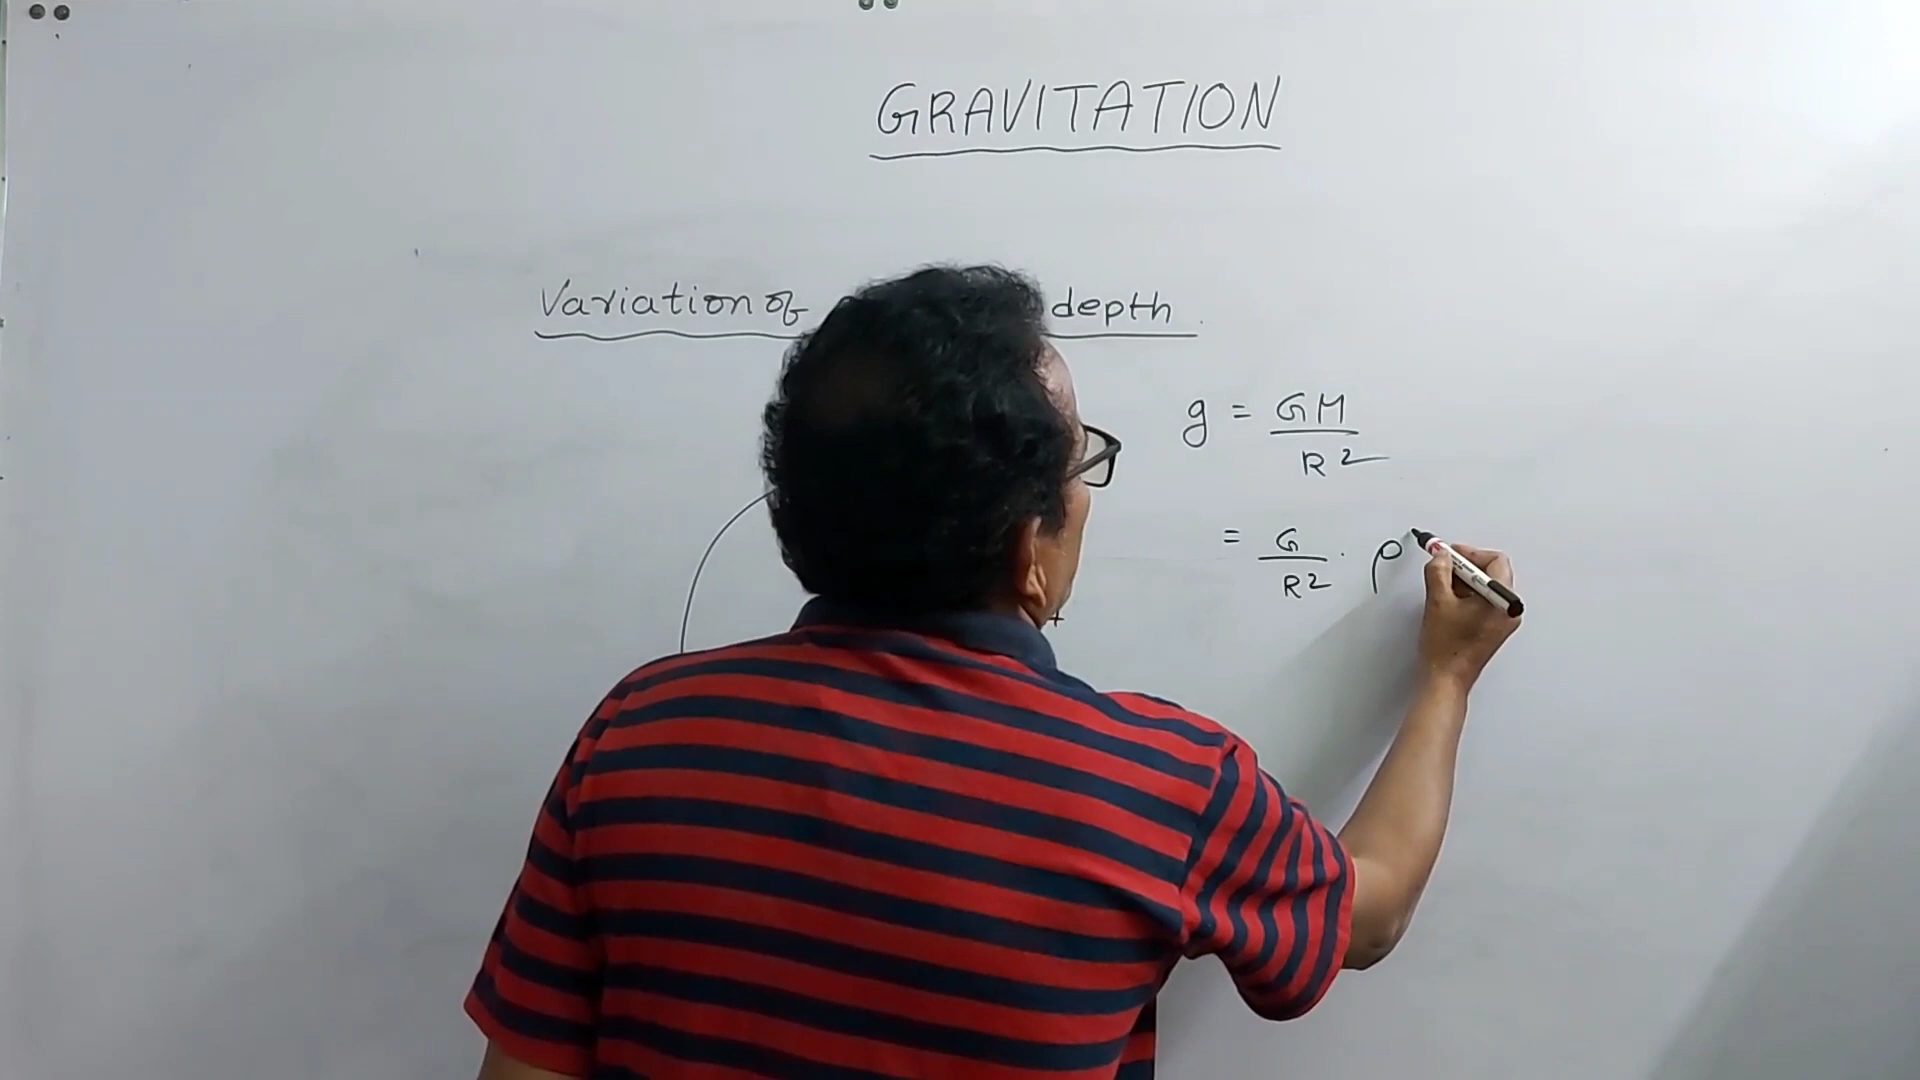 GRAVITATION
Variation of depth.
g = GM / R²
= G / R² · ρ